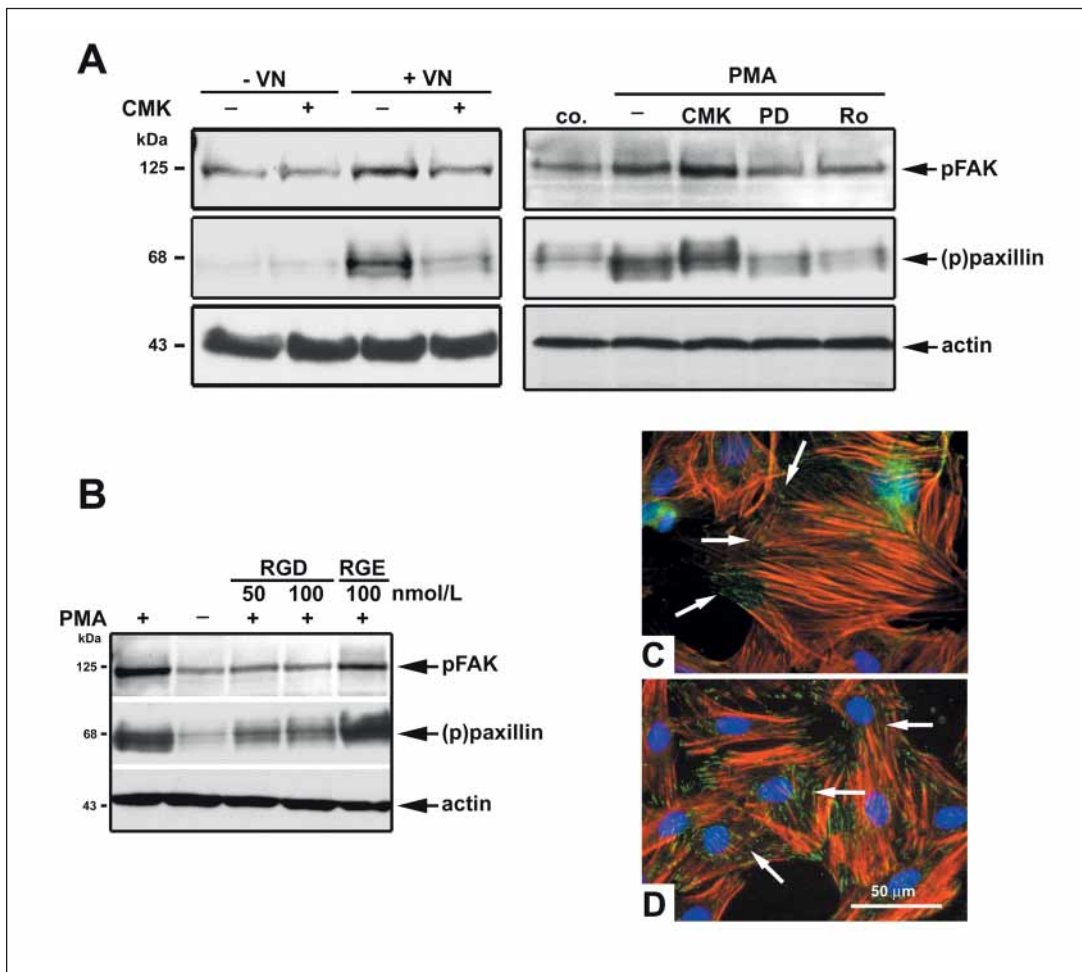 A
- VN + VN
CMK – + – +
kDa
125
68
43
PMA
co. – CMK PD Ro
pFAK
(p)paxillin
actin
B
RGD RGE
50 100 100 nmol/L
PMA + – + + +
kDa
125
68
43
pFAK
(p)paxillin
actin
C
D
50 µm